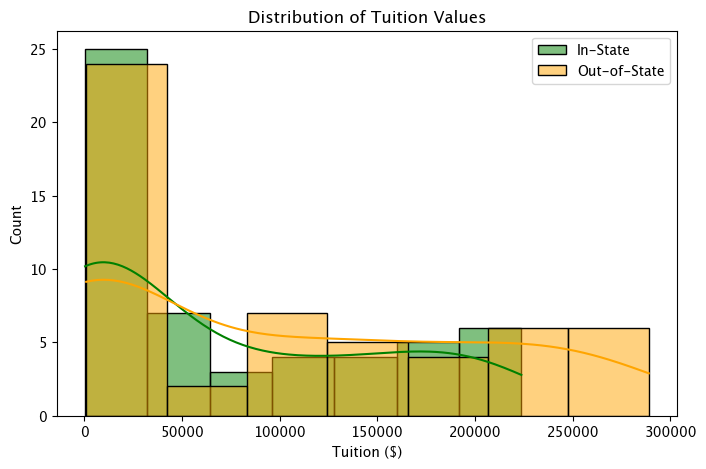 Distribution of Tuition Values
In-State
Out-of-State
Count
25
20
15
10
5
0
0 50000 100000 150000 200000 250000 300000
Tuition ($)